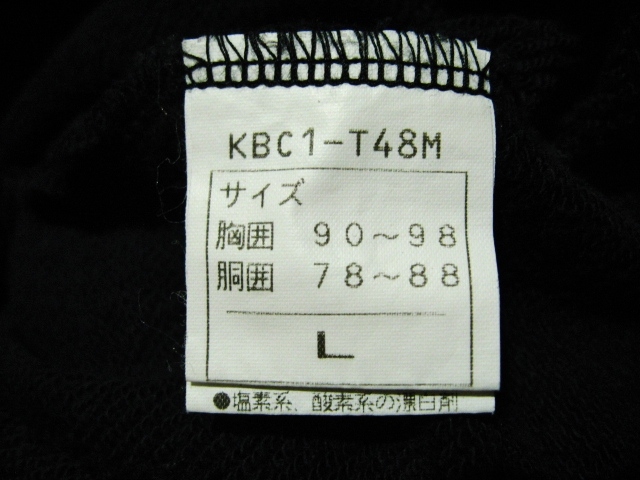 KBC1-T48M
サイズ
胸囲 90~98
胴囲 78~88
L
●塩素系、酸素系の漂白剤